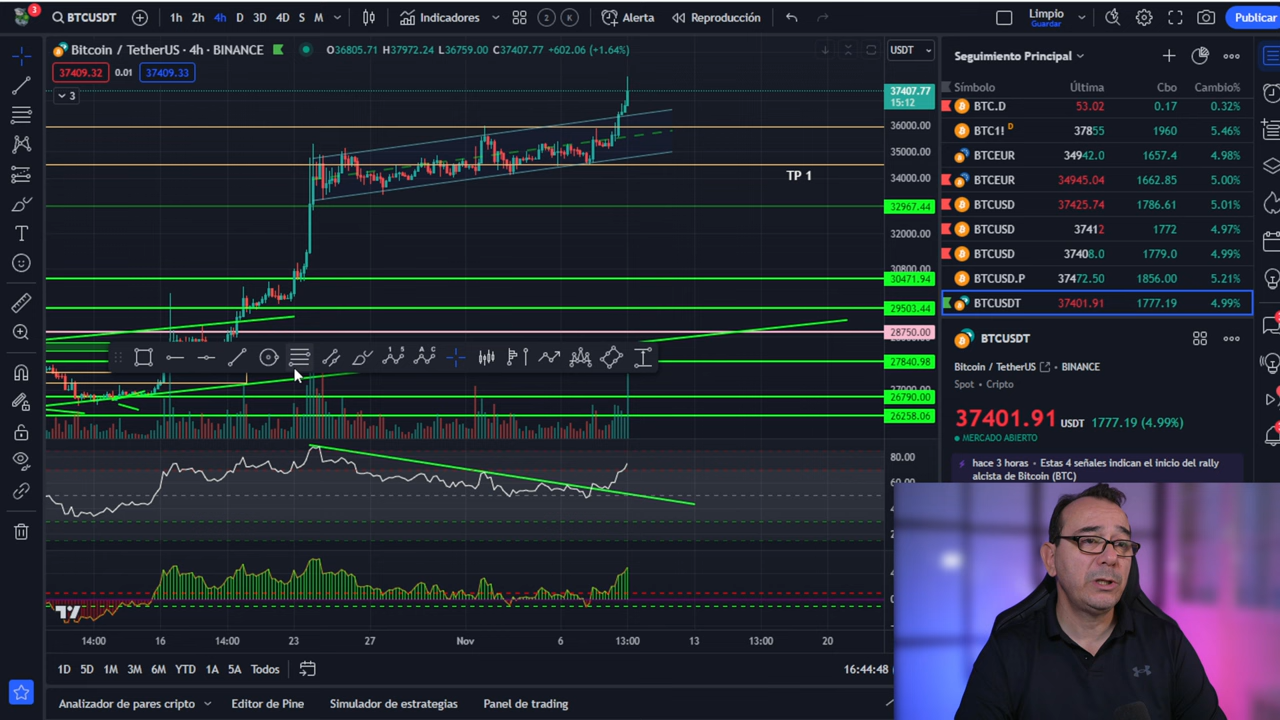 3
BTCUSDT
1h 2h 4h D 3D 4D S M
Indicadores
2
K
Alerta
Reproducción
Limpio
Guardar
Publicar
Bitcoin / TetherUS · 4h · BINANCE
O36805.71 H37972.24 L36759.00 C37407.77 +602.06 (+1.64%)
USDT
37409.32
0.01
37409.33
3
37407.77
15:12
36000.00
35000.00
34000.00
32967.44
32000.00
30800.00
30471.94
29503.44
28750.00
27840.98
27000.00
26790.00
26258.06
TP 1
80.00
60.00
14:00 16 14:00 23 27 Nov 6 13:00 13 13:00 20
1D 5D 1M 3M 6M YTD 1A 5A Todos
16:44:48
Analizador de pares cripto
Editor de Pine
Simulador de estrategias
Panel de trading
Seguimiento Principal
Símbolo Última Cbo Cambio%
BTC.D 53.02 0.17 0.32%
BTC1! D 37855 1960 5.46%
BTCEUR 34942.0 1657.4 4.98%
BTCEUR 34945.04 1662.85 5.00%
BTCUSD 37425.74 1786.61 5.01%
BTCUSD 37412 1772 4.97%
BTCUSD 37408.0 1779.0 4.99%
BTCUSD.P 37472.50 1856.00 5.21%
BTCUSDT 37401.91 1777.19 4.99%
BTCUSDT
Bitcoin / TetherUS · BINANCE
Spot · Cripto
37401.91 USDT 1777.19 (4.99%)
MERCADO ABIERTO
hace 3 horas · Estas 4 señales indican el inicio del rally
alcista de Bitcoin (BTC)